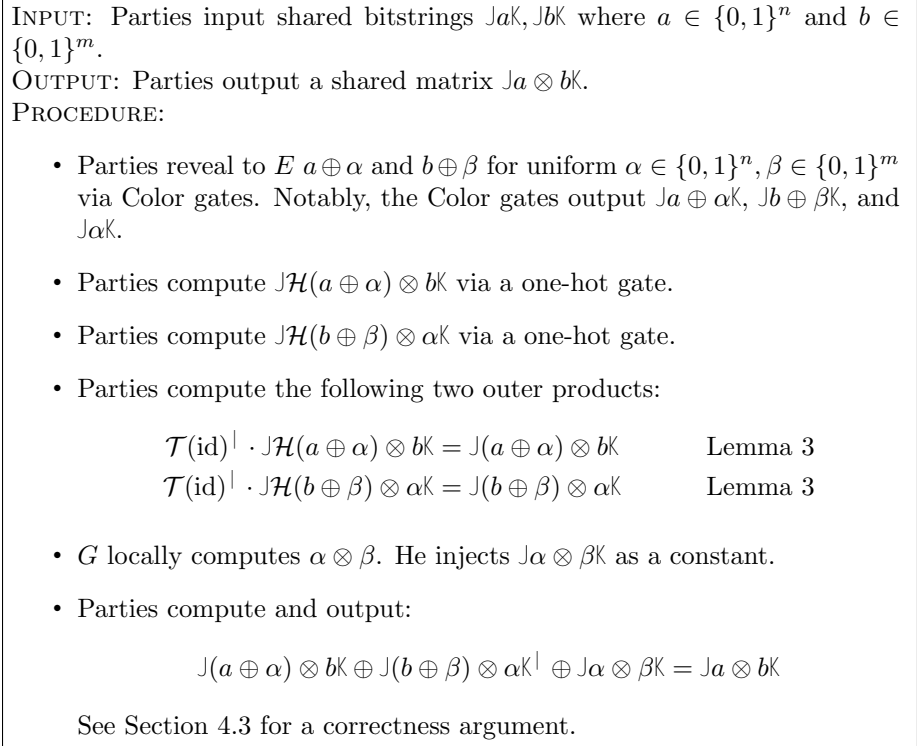 INPUT: Parties input shared bitstrings ⌋a⌈, ⌋b⌈ where a ∈ {0, 1}ⁿ and b ∈
{0, 1}ᵐ.
OUTPUT: Parties output a shared matrix ⌋a ⊗ b⌈.
PROCEDURE:
• Parties reveal to E a ⊕ α and b ⊕ β for uniform α ∈ {0, 1}ⁿ, β ∈ {0, 1}ᵐ
via Color gates. Notably, the Color gates output ⌋a ⊕ α⌈, ⌋b ⊕ β⌈, and
⌋α⌈.
• Parties compute ⌋ℋ(a ⊕ α) ⊗ b⌈ via a one-hot gate.
• Parties compute ⌋ℋ(b ⊕ β) ⊗ α⌈ via a one-hot gate.
• Parties compute the following two outer products:
𝒯(id)^| · ⌋ℋ(a ⊕ α) ⊗ b⌈ = ⌋(a ⊕ α) ⊗ b⌈ Lemma 3
𝒯(id)^| · ⌋ℋ(b ⊕ β) ⊗ α⌈ = ⌋(b ⊕ β) ⊗ α⌈ Lemma 3
• G locally computes α ⊗ β. He injects ⌋α ⊗ β⌈ as a constant.
• Parties compute and output:
⌋(a ⊕ α) ⊗ b⌈ ⊕ ⌋(b ⊕ β) ⊗ α⌈^| ⊕ ⌋α ⊗ β⌈ = ⌋a ⊗ b⌈
See Section 4.3 for a correctness argument.